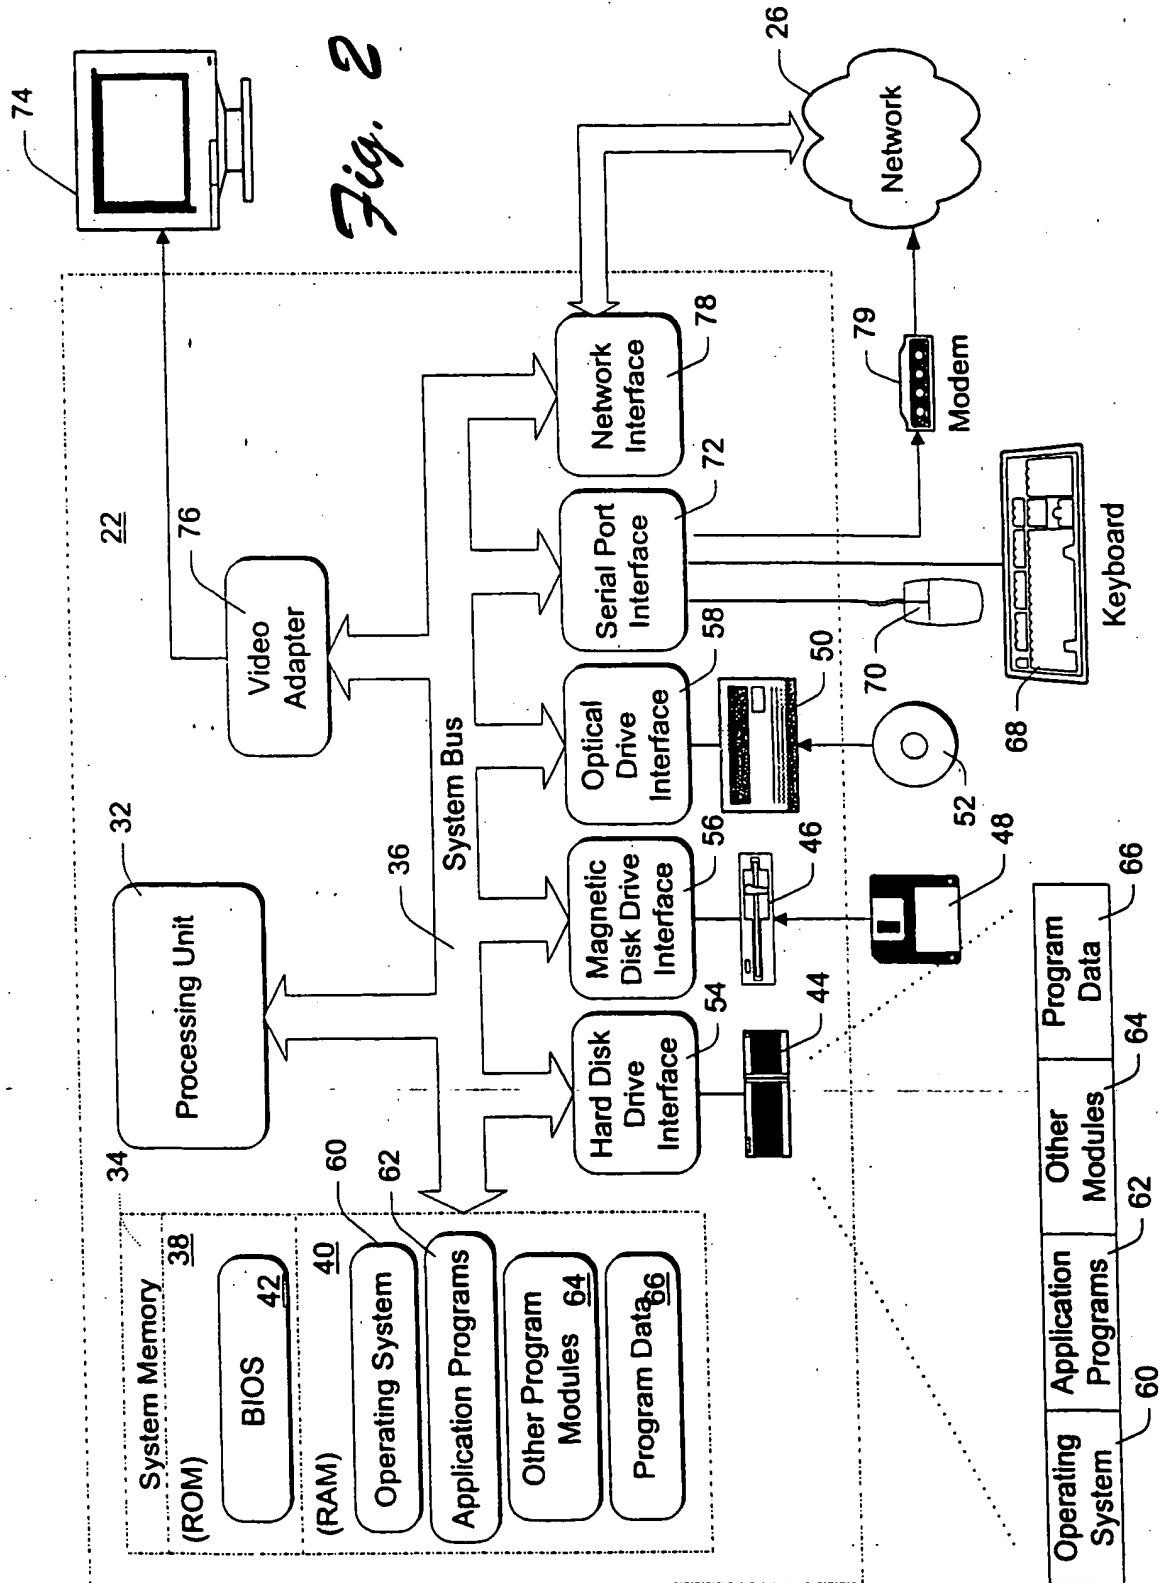 74
Fig. 2
22
76
Video
Adapter
32
Processing Unit
34
System Memory
(ROM)
38
BIOS
42
(RAM)
40
60
Operating System
62
Application Programs
Other Program
Modules
64
Program Data
66
36
System Bus
Hard Disk
Drive
Interface
54
Magnetic
Disk Drive
Interface
56
Optical
Drive
Interface
58
Serial Port
Interface
72
Network
Interface
78
26
Network
44
46
50
48
52
70
68
Keyboard
79
Modem
Operating
System
60
Application
Programs
62
Other
Modules
64
Program
Data
66